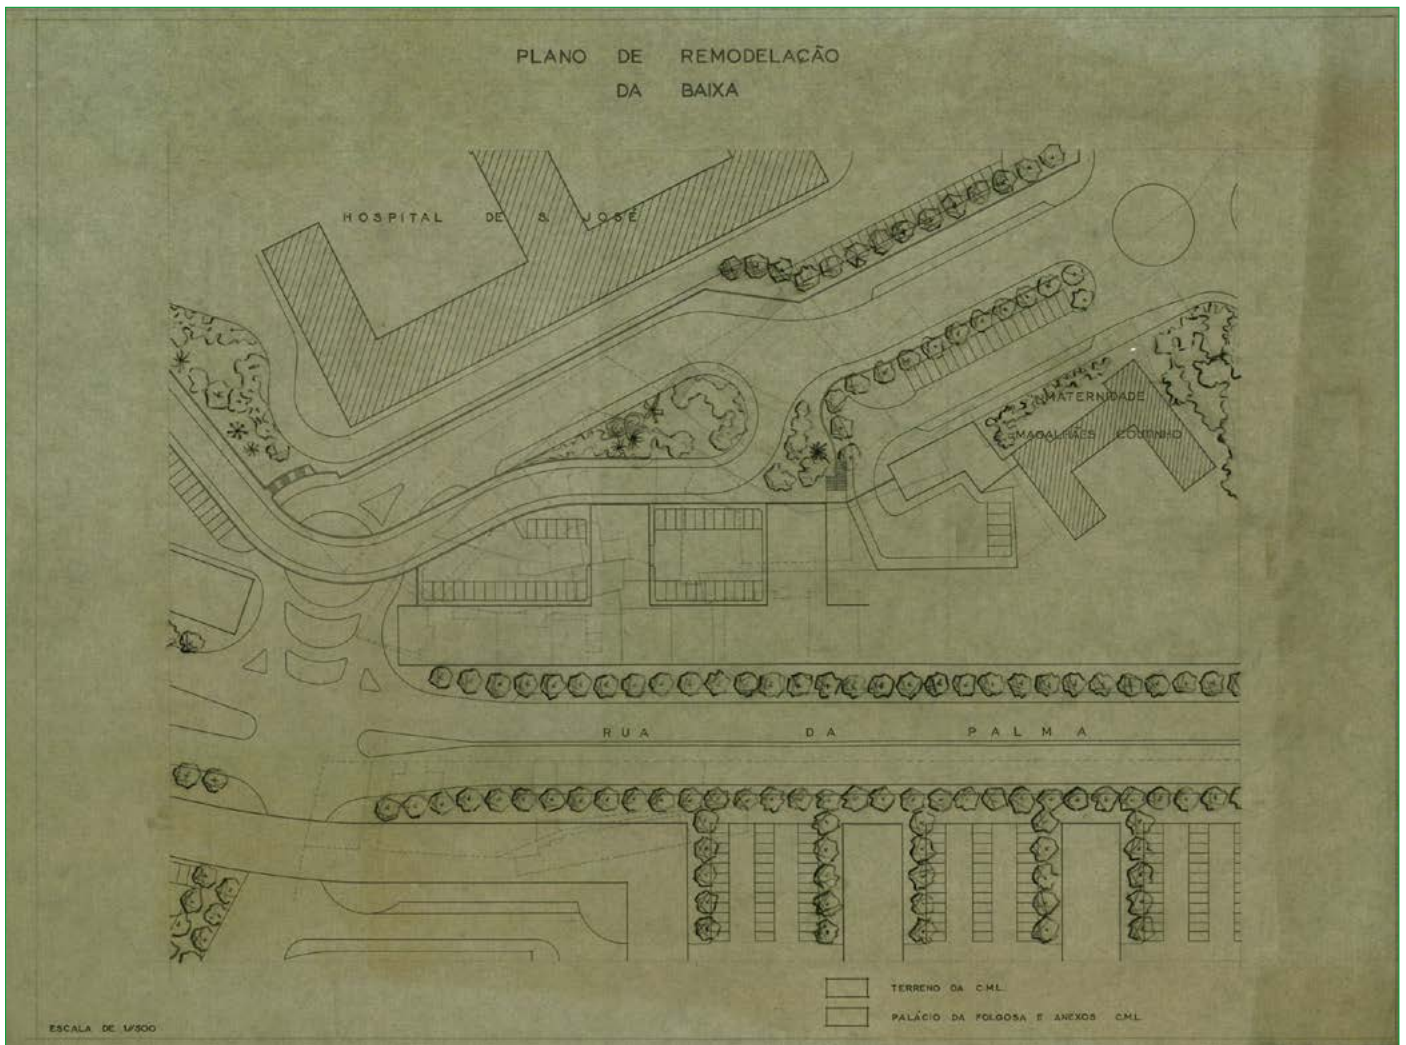 PLANO DE REMODELAÇÃO
DA BAIXA
HOSPITAL DE S. JOSÉ
MATERNIDADE
MAGALHÃES COUTINHO
RUA DA PALMA
TERRENO DA C.M.L.
PALÁCIO DA FOLGOSA E ANEXOS C.M.L.
ESCALA DE 1/500